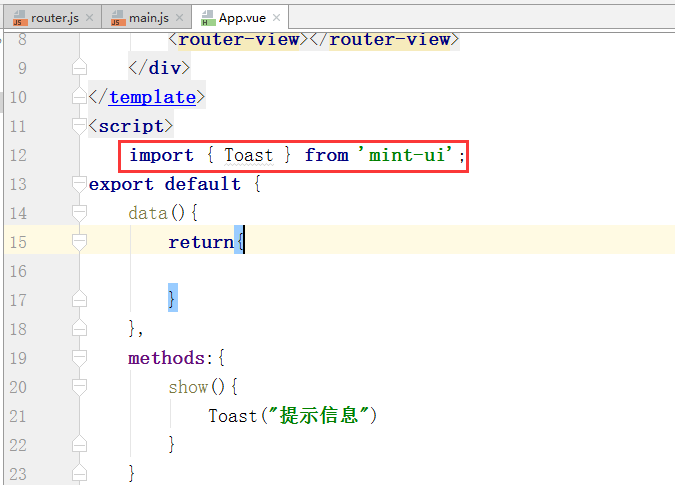 router.js × main.js × App.vue ×
8 <router-view></router-view>
9 </div>
10 </template>
11 <script>
12 import { Toast } from 'mint-ui';
13 export default {
14 data(){
15 return{
16
17 }
18 },
19 methods:{
20 show(){
21 Toast("提示信息")
22 }
23 }